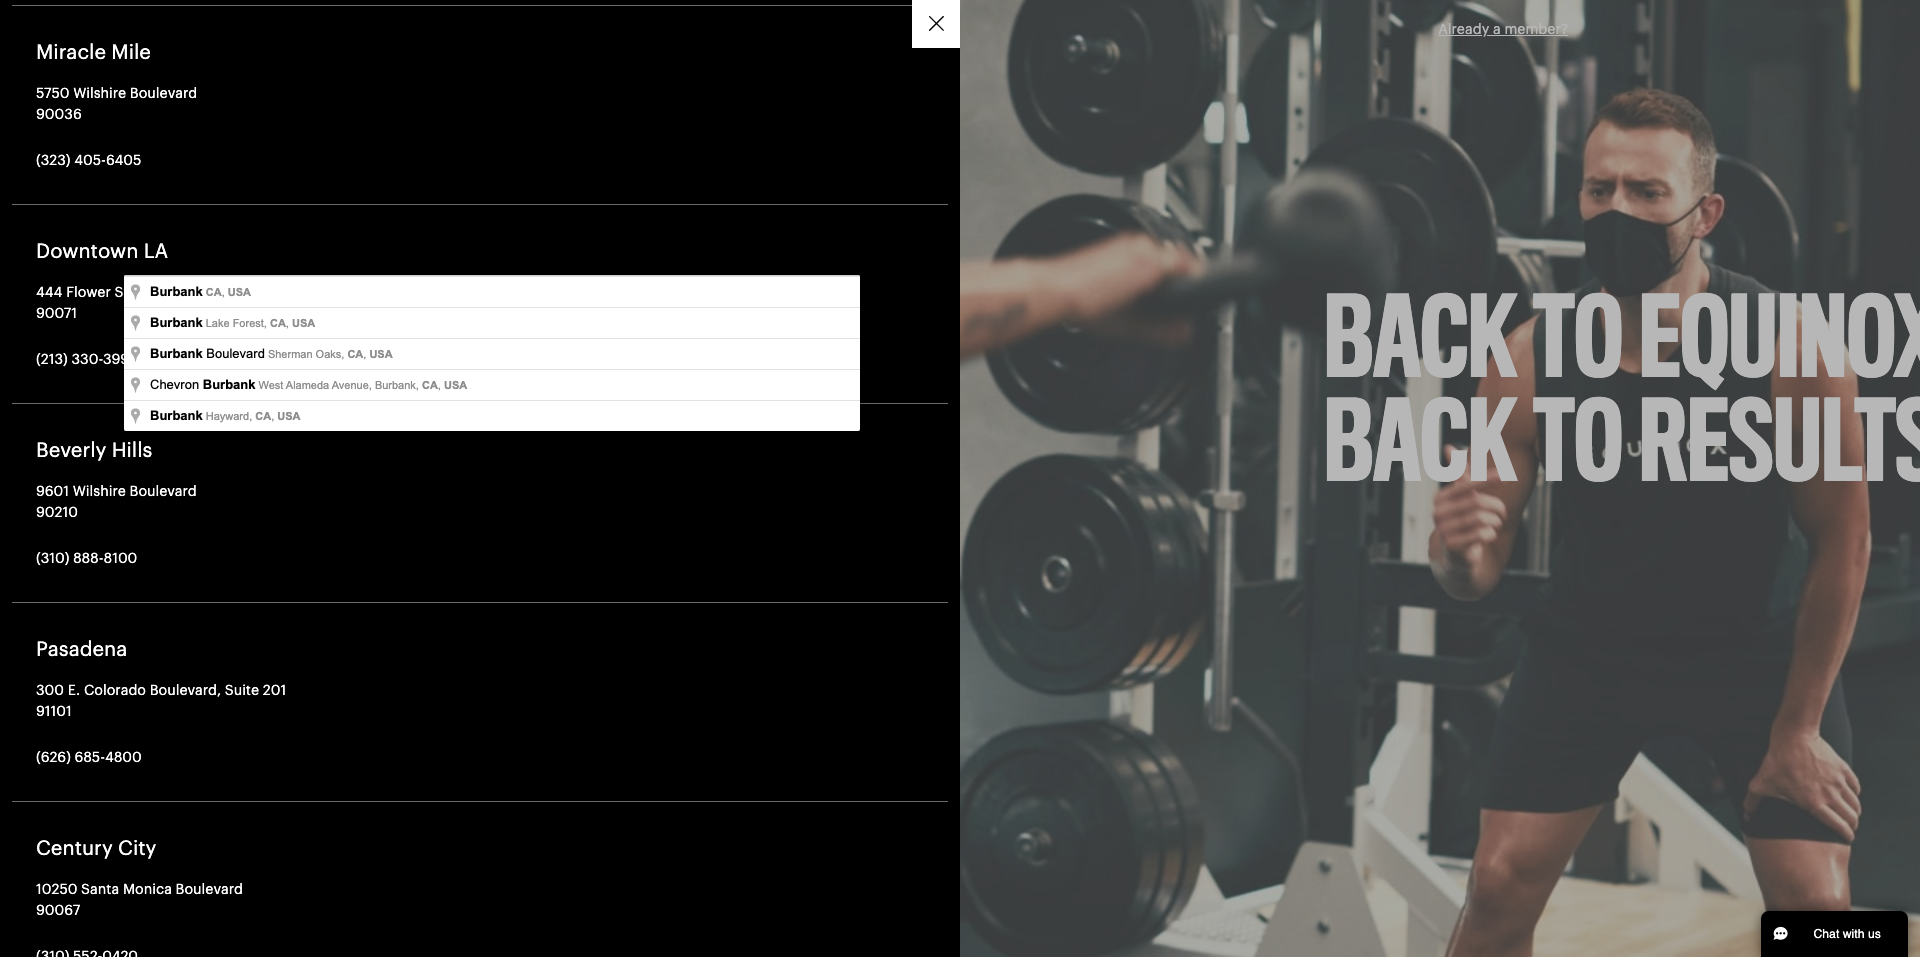 Miracle Mile
5750 Wilshire Boulevard
90036
(323) 405-6405
Downtown LA
444 Flower S
90071
(213) 330-399
Burbank CA, USA
Burbank Lake Forest, CA, USA
Burbank Boulevard Sherman Oaks, CA, USA
Chevron Burbank West Alameda Avenue, Burbank, CA, USA
Burbank Hayward, CA, USA
Beverly Hills
9601 Wilshire Boulevard
90210
(310) 888-8100
Pasadena
300 E. Colorado Boulevard, Suite 201
91101
(626) 685-4800
Century City
10250 Santa Monica Boulevard
90067
(310) 552-0420
Already a member?
BACK TO EQUINOX
BACK TO RESULTS
Chat with us